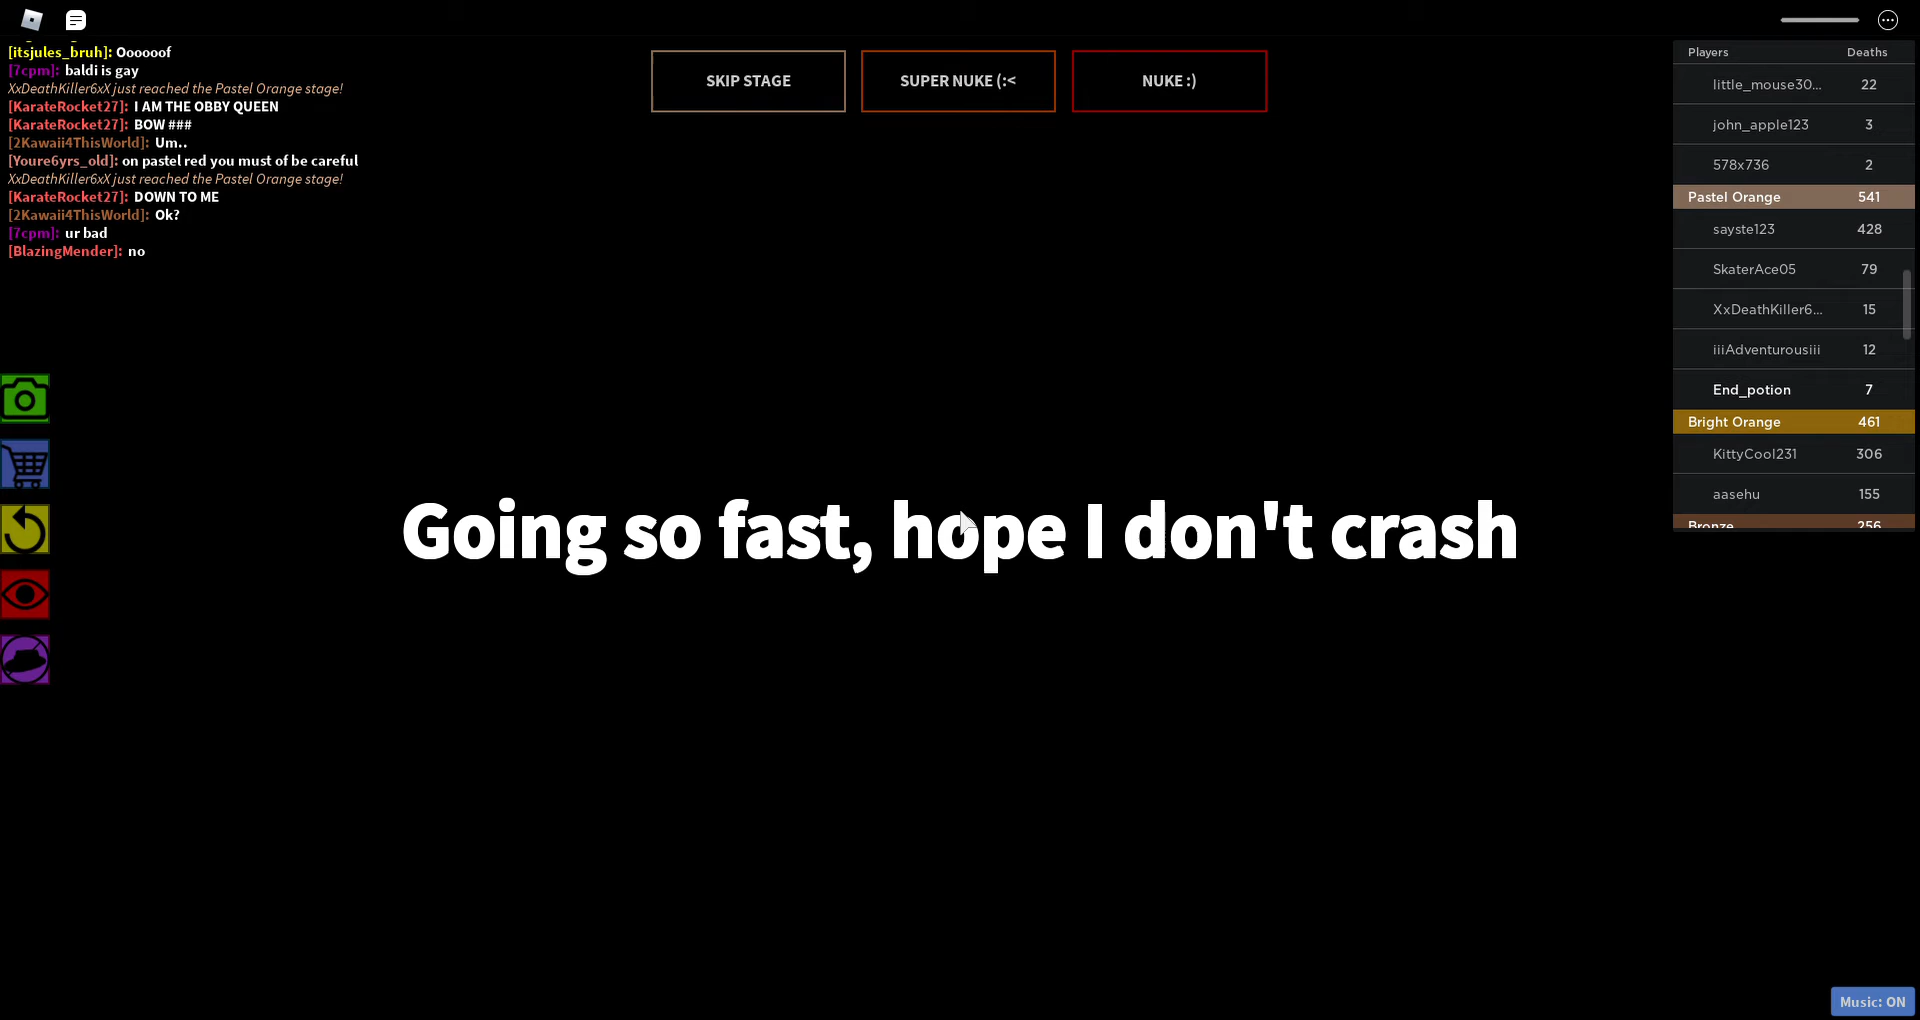 [itsjules_bruh]: Oooooof
[7cpm]: baldi is gay
XxDeathKiller6xX just reached the Pastel Orange stage!
[KarateRocket27]: I AM THE OBBY QUEEN
[KarateRocket27]: BOW ###
[2Kawaii4ThisWorld]: Um..
[Youre6yrs_old]: on pastel red you must of be careful
XxDeathKiller6xX just reached the Pastel Orange stage!
[KarateRocket27]: DOWN TO ME
[2Kawaii4ThisWorld]: Ok?
[7cpm]: ur bad
[BlazingMender]: no
SKIP STAGE
SUPER NUKE (:<
NUKE :)
Players Deaths
little_mouse30... 22
john_apple123 3
578x736 2
Pastel Orange 541
sayste123 428
SkaterAce05 79
XxDeathKiller6... 15
iiiAdventurousiii 12
End_potion 7
Bright Orange 461
KittyCool231 306
aasehu 155
Bronze 256
Going so fast, hope I don't crash
Music: ON